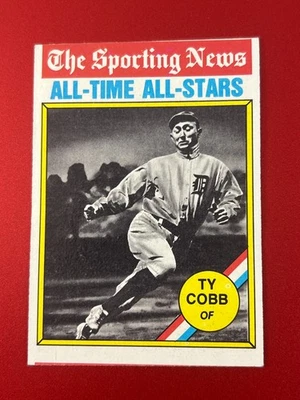 The Sporting News
ALL-TIME ALL-STARS
D
TY
COBB
OF